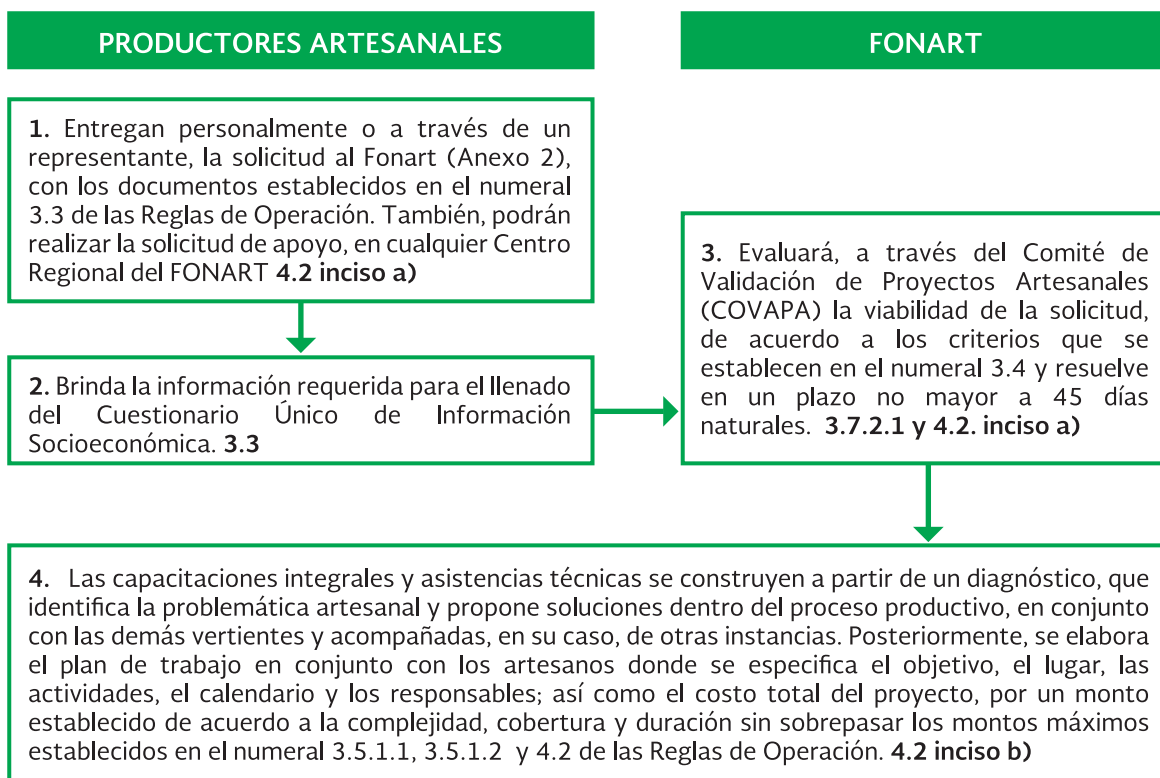 PRODUCTORES ARTESANALES
FONART
1. Entregan personalmente o a través de un
representante, la solicitud al Fonart (Anexo 2),
con los documentos establecidos en el numeral
3.3 de las Reglas de Operación. También, podrán
realizar la solicitud de apoyo, en cualquier Centro
Regional del FONART 4.2 inciso a)
2. Brinda la información requerida para el llenado
del Cuestionario Único de Información
Socioeconómica. 3.3
3. Evaluará, a través del Comité de
Validación de Proyectos Artesanales
(COVAPA) la viabilidad de la solicitud,
de acuerdo a los criterios que se
establecen en el numeral 3.4 y resuelve
en un plazo no mayor a 45 días
naturales. 3.7.2.1 y 4.2. inciso a)
4. Las capacitaciones integrales y asistencias técnicas se construyen a partir de un diagnóstico, que
identifica la problemática artesanal y propone soluciones dentro del proceso productivo, en conjunto
con las demás vertientes y acompañadas, en su caso, de otras instancias. Posteriormente, se elabora
el plan de trabajo en conjunto con los artesanos donde se especifica el objetivo, el lugar, las
actividades, el calendario y los responsables; así como el costo total del proyecto, por un monto
establecido de acuerdo a la complejidad, cobertura y duración sin sobrepasar los montos máximos
establecidos en el numeral 3.5.1.1, 3.5.1.2 y 4.2 de las Reglas de Operación. 4.2 inciso b)